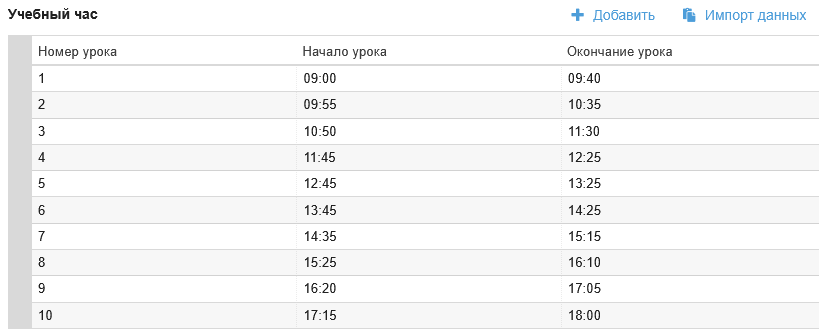 Учебный час Добавить Импорт данных
Номер урока Начало урока Окончание урока
1 09:00 09:40
2 09:55 10:35
3 10:50 11:30
4 11:45 12:25
5 12:45 13:25
6 13:45 14:25
7 14:35 15:15
8 15:25 16:10
9 16:20 17:05
10 17:15 18:00